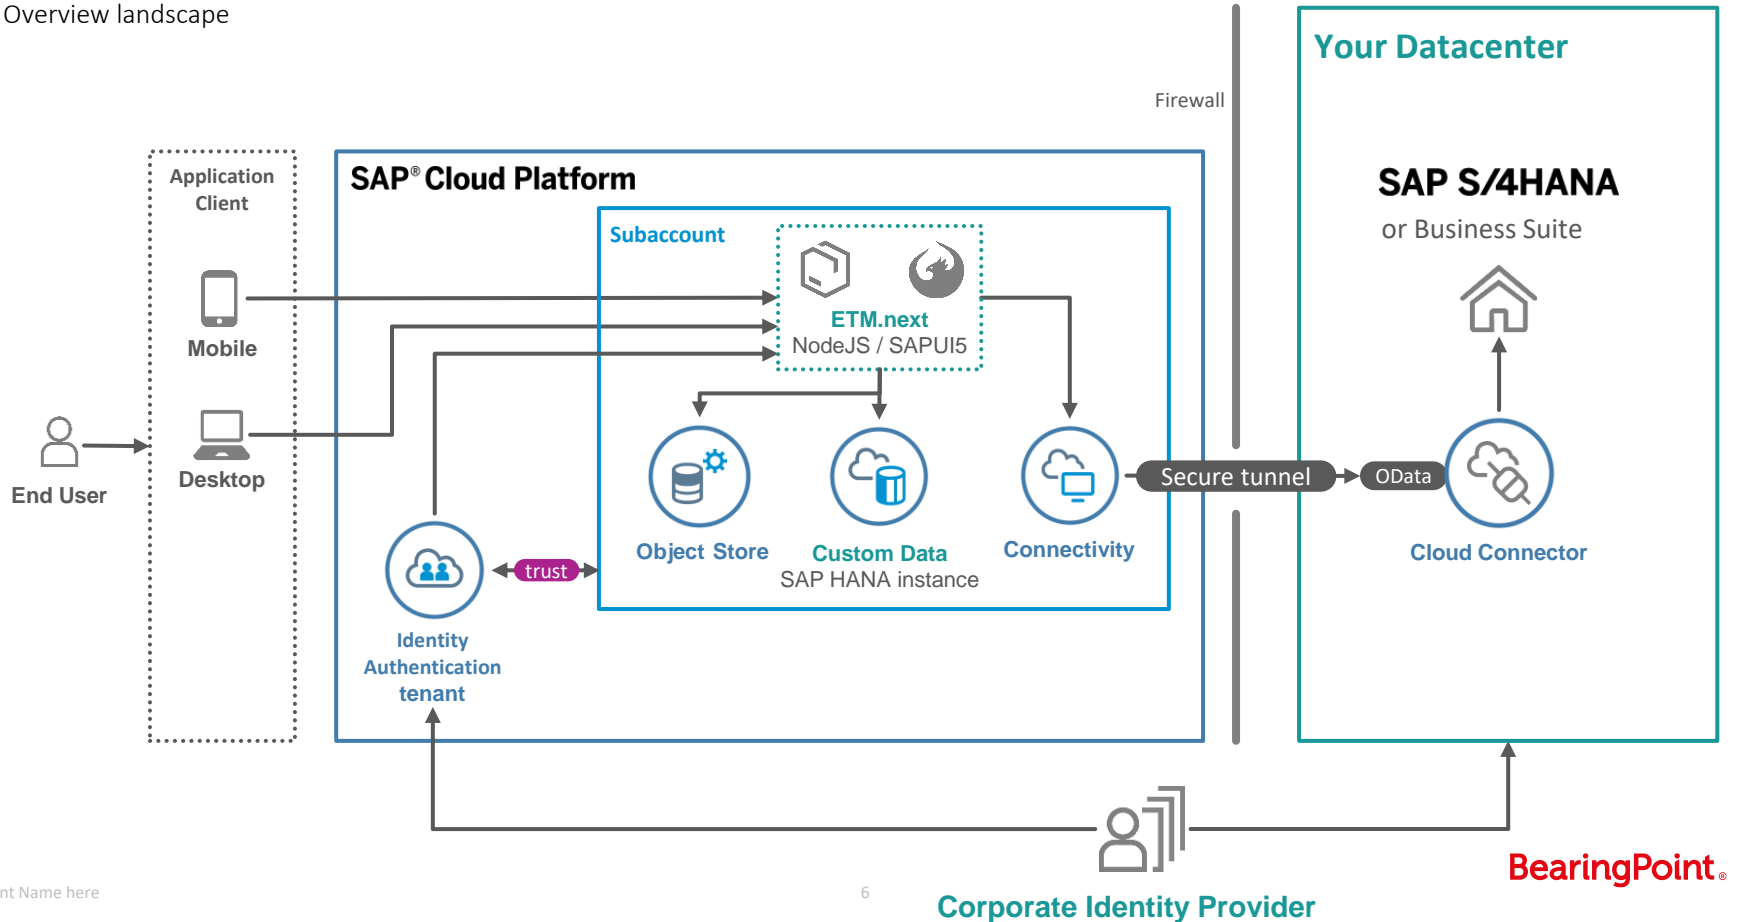 Overview landscape
Firewall
Your Datacenter
SAP S/4HANA
or Business Suite
Application
Client
Mobile
Desktop
End User
SAP® Cloud Platform
Subaccount
ETM.next
NodeJS / SAPUI5
Object Store
Custom Data
SAP HANA instance
Connectivity
Secure tunnel
OData
Cloud Connector
trust
Identity
Authentication
tenant
Corporate Identity Provider
BearingPoint®
nt Name here
6